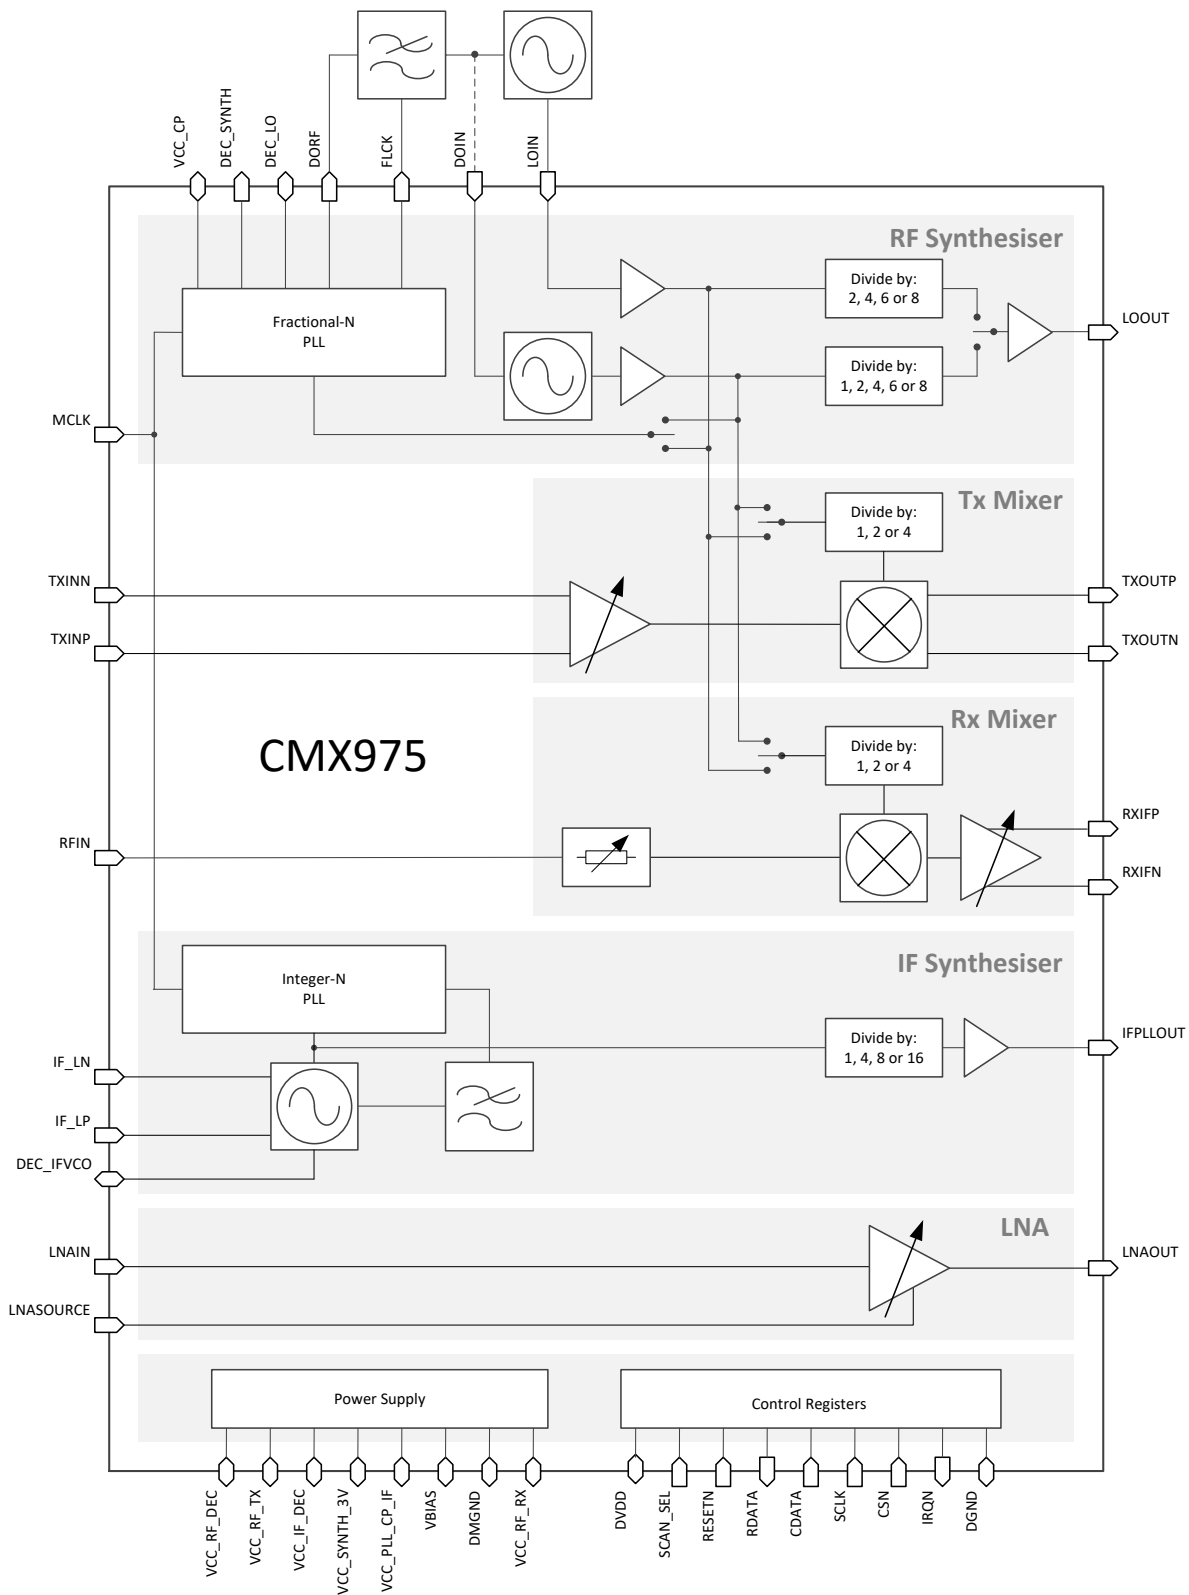 VCC_CP
DEC_SYNTH
DEC_LO
DORF
FLCK
DOIN
LOIN
RF Synthesiser
Fractional-N
PLL
Divide by:
2, 4, 6 or 8
Divide by:
1, 2, 4, 6 or 8
LOOUT
MCLK
Tx Mixer
Divide by:
1, 2 or 4
TXINN
TXINP
TXOUTP
TXOUTN
Rx Mixer
CMX975
Divide by:
1, 2 or 4
RFIN
RXIFP
RXIFN
IF Synthesiser
Integer-N
PLL
Divide by:
1, 4, 8 or 16
IFPLLOUT
IF_LN
IF_LP
DEC_IFVCO
LNA
LNAIN
LNAOUT
LNASOURCE
Power Supply
Control Registers
VCC_RF_DEC
VCC_RF_TX
VCC_IF_DEC
VCC_SYNTH_3V
VCC_PLL_CP_IF
VBIAS
DMGND
VCC_RF_RX
DVDD
SCAN_SEL
RESETN
RDATA
CDATA
SCLK
CSN
IRQN
DGND